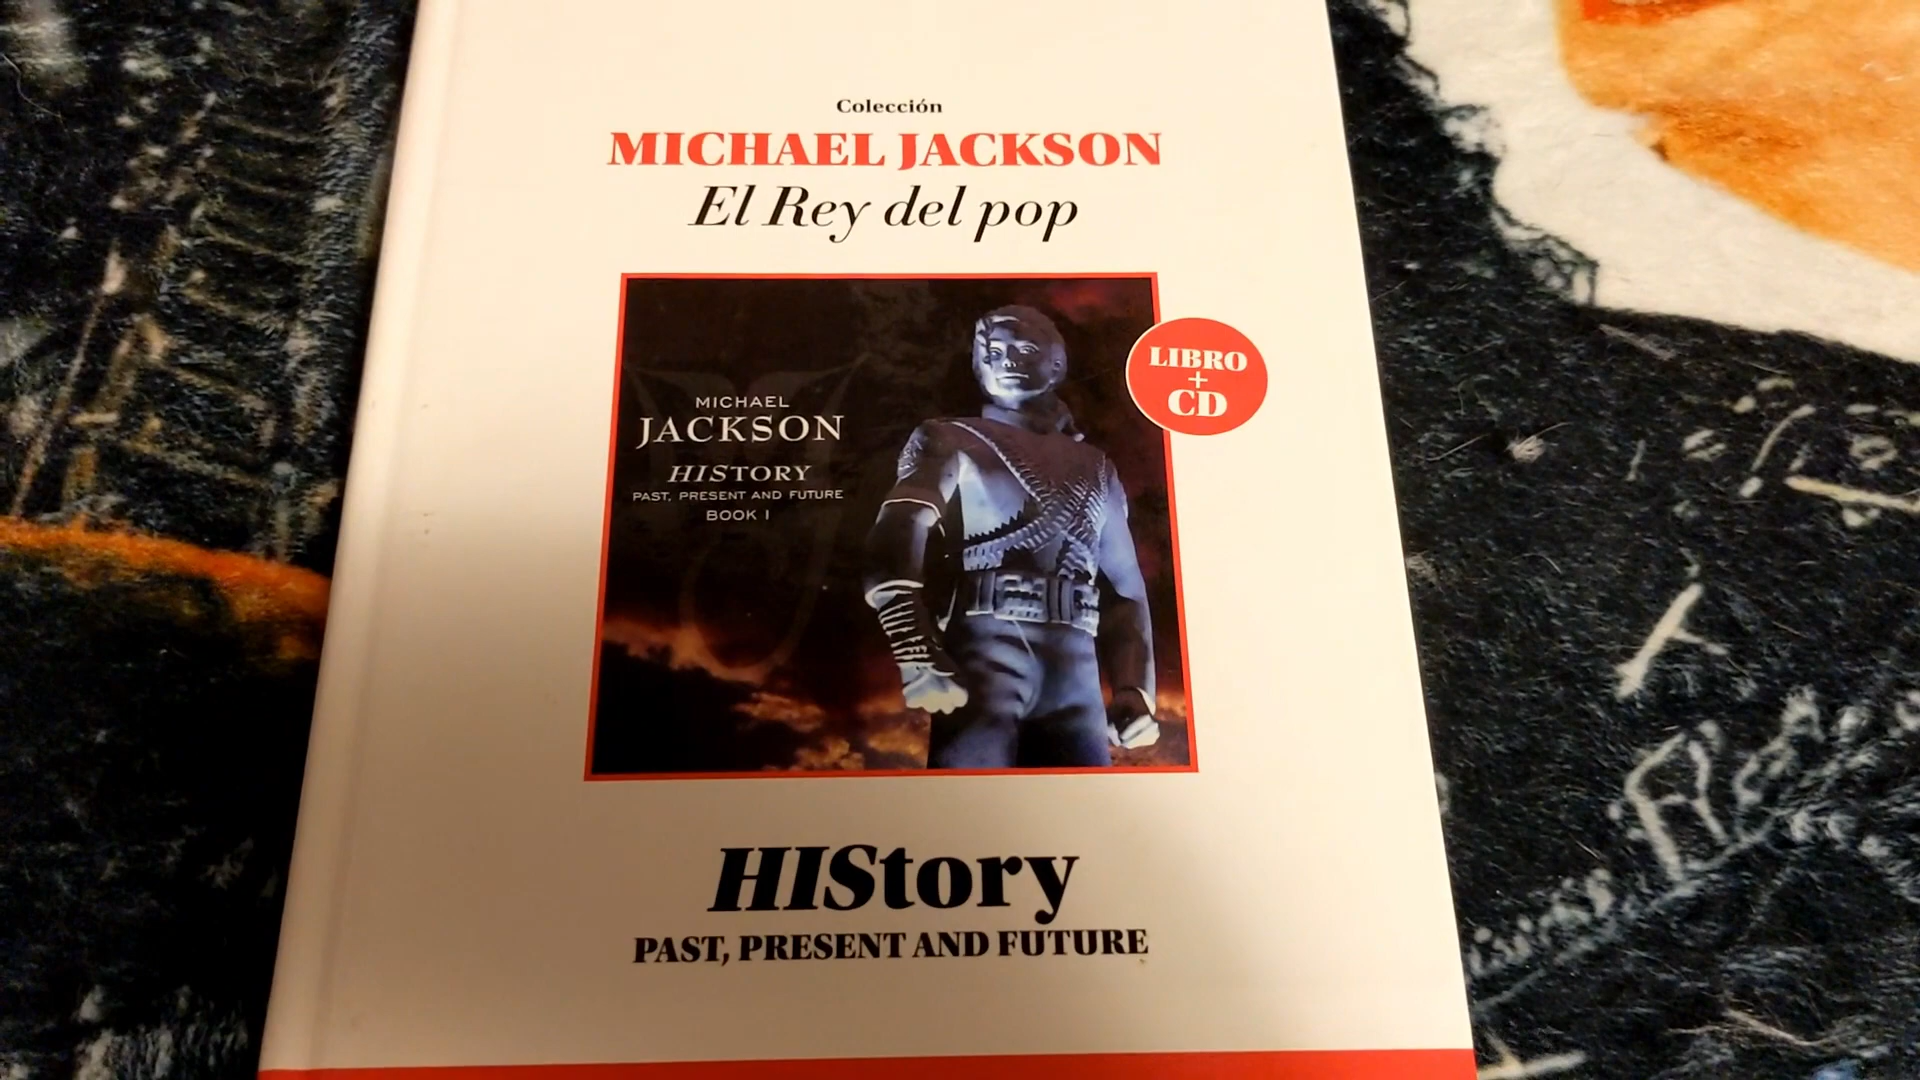 Colección
MICHAEL JACKSON
El Rey del pop
MICHAEL
JACKSON
HISTORY
PAST, PRESENT AND FUTURE
BOOK I
LIBRO
+
CD
HIStory
PAST, PRESENT AND FUTURE